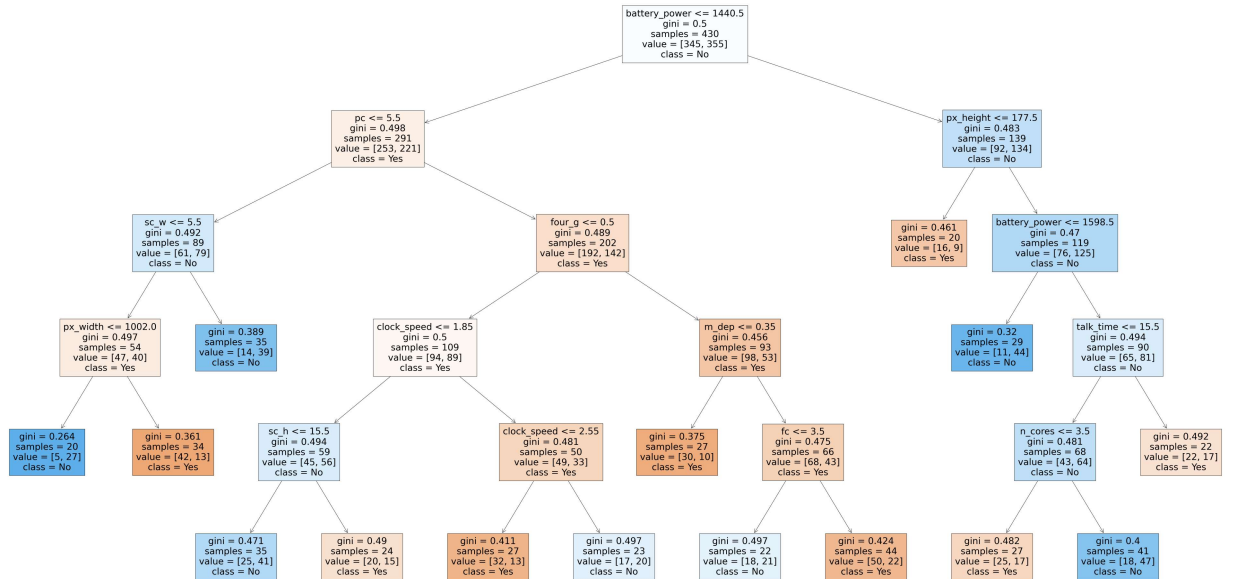 battery_power <= 1440.5
gini = 0.5
samples = 430
value = [345, 355]
class = No
pc <= 5.5
gini = 0.498
samples = 291
value = [253, 221]
class = Yes
px_height <= 177.5
gini = 0.483
samples = 139
value = [92, 134]
class = No
sc_w <= 5.5
gini = 0.492
samples = 89
value = [61, 79]
class = No
four_g <= 0.5
gini = 0.489
samples = 202
value = [192, 142]
class = Yes
gini = 0.461
samples = 20
value = [16, 9]
class = Yes
battery_power <= 1598.5
gini = 0.47
samples = 119
value = [76, 125]
class = No
px_width <= 1002.0
gini = 0.497
samples = 54
value = [47, 40]
class = Yes
gini = 0.389
samples = 35
value = [14, 39]
class = No
clock_speed <= 1.85
gini = 0.5
samples = 109
value = [94, 89]
class = Yes
m_dep <= 0.35
gini = 0.456
samples = 93
value = [98, 53]
class = Yes
gini = 0.32
samples = 29
value = [11, 44]
class = No
talk_time <= 15.5
gini = 0.494
samples = 90
value = [65, 81]
class = No
gini = 0.264
samples = 20
value = [5, 27]
class = No
gini = 0.361
samples = 34
value = [42, 13]
class = Yes
sc_h <= 15.5
gini = 0.494
samples = 59
value = [45, 56]
class = No
clock_speed <= 2.55
gini = 0.481
samples = 50
value = [49, 33]
class = Yes
gini = 0.375
samples = 27
value = [30, 10]
class = Yes
fc <= 3.5
gini = 0.475
samples = 66
value = [68, 43]
class = Yes
n_cores <= 3.5
gini = 0.481
samples = 68
value = [43, 64]
class = No
gini = 0.492
samples = 22
value = [22, 17]
class = Yes
gini = 0.471
samples = 35
value = [25, 41]
class = No
gini = 0.49
samples = 24
value = [20, 15]
class = Yes
gini = 0.411
samples = 27
value = [32, 13]
class = Yes
gini = 0.497
samples = 23
value = [17, 20]
class = No
gini = 0.497
samples = 22
value = [18, 21]
class = No
gini = 0.424
samples = 44
value = [50, 22]
class = Yes
gini = 0.482
samples = 27
value = [25, 17]
class = Yes
gini = 0.4
samples = 41
value = [18, 47]
class = No